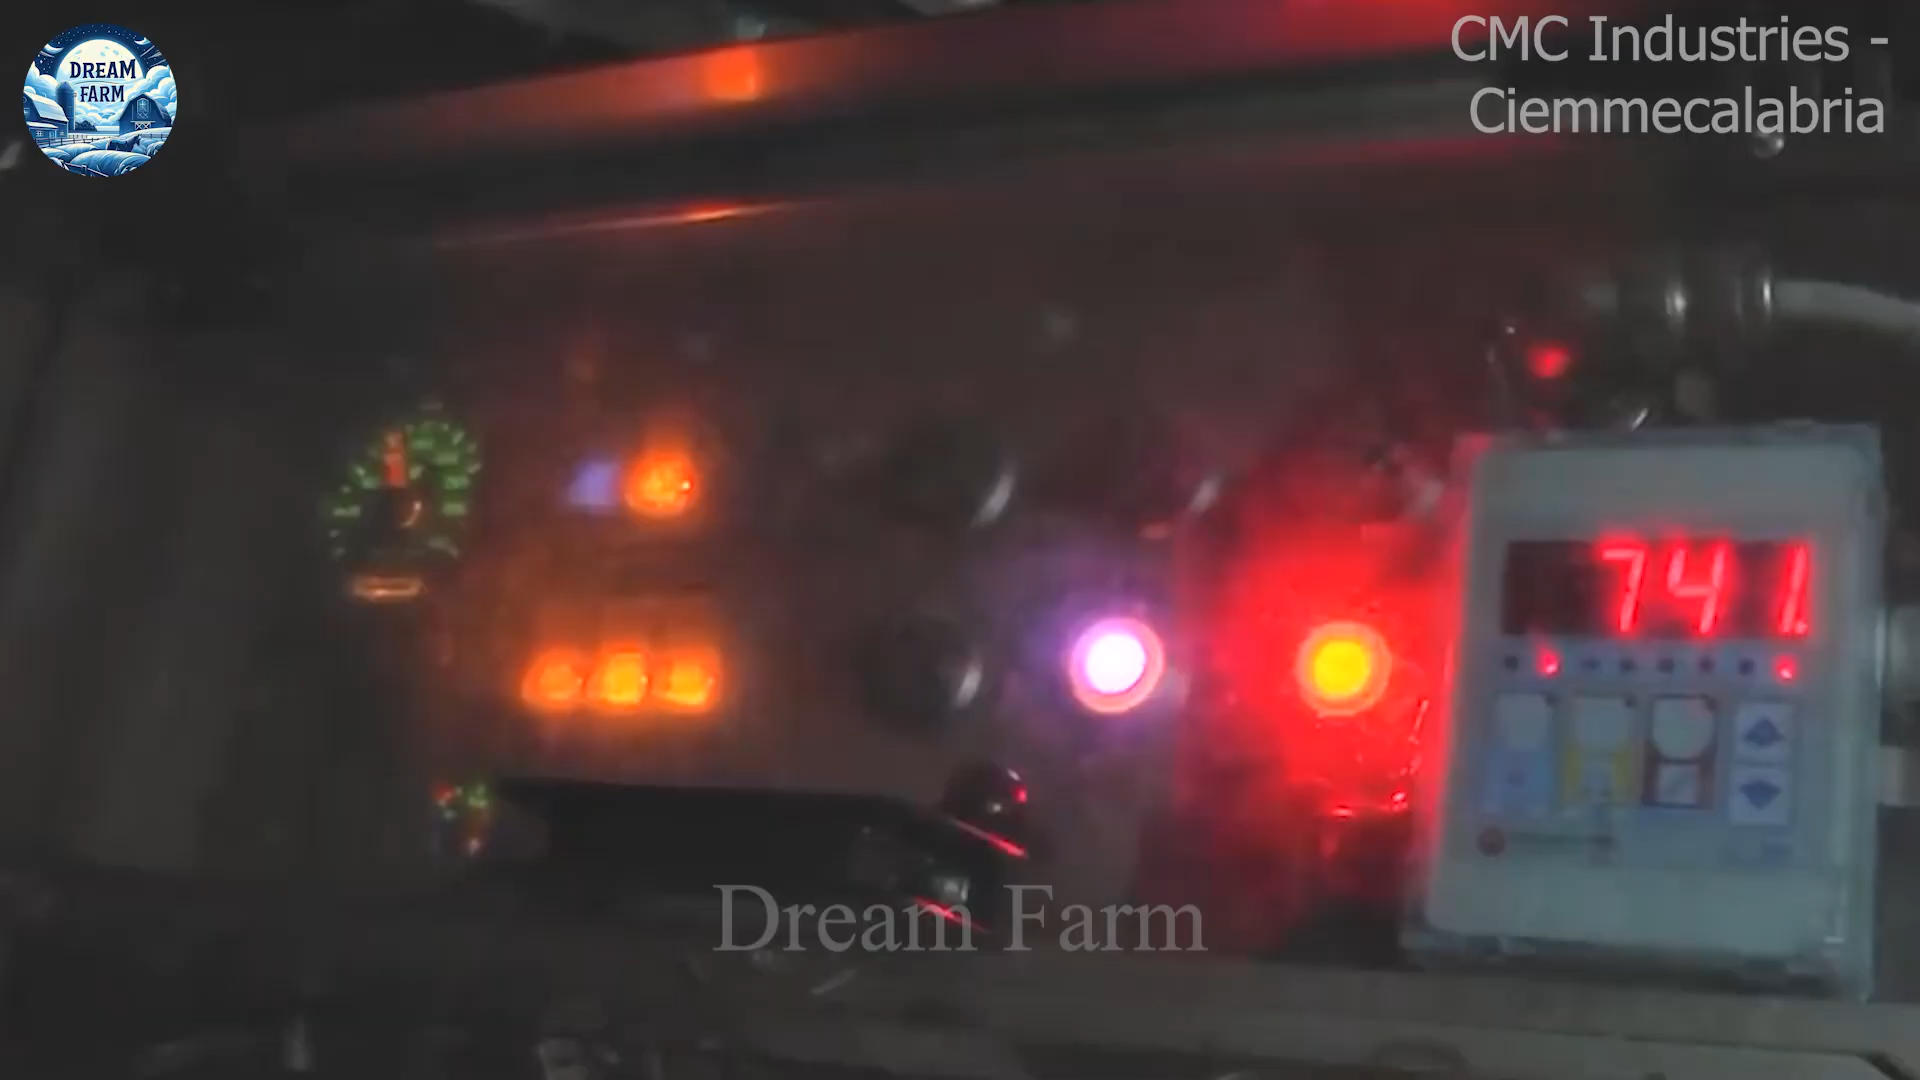 DREAM
FARM
CMC Industries -
Ciemmecalabria
741.
Dream Farm